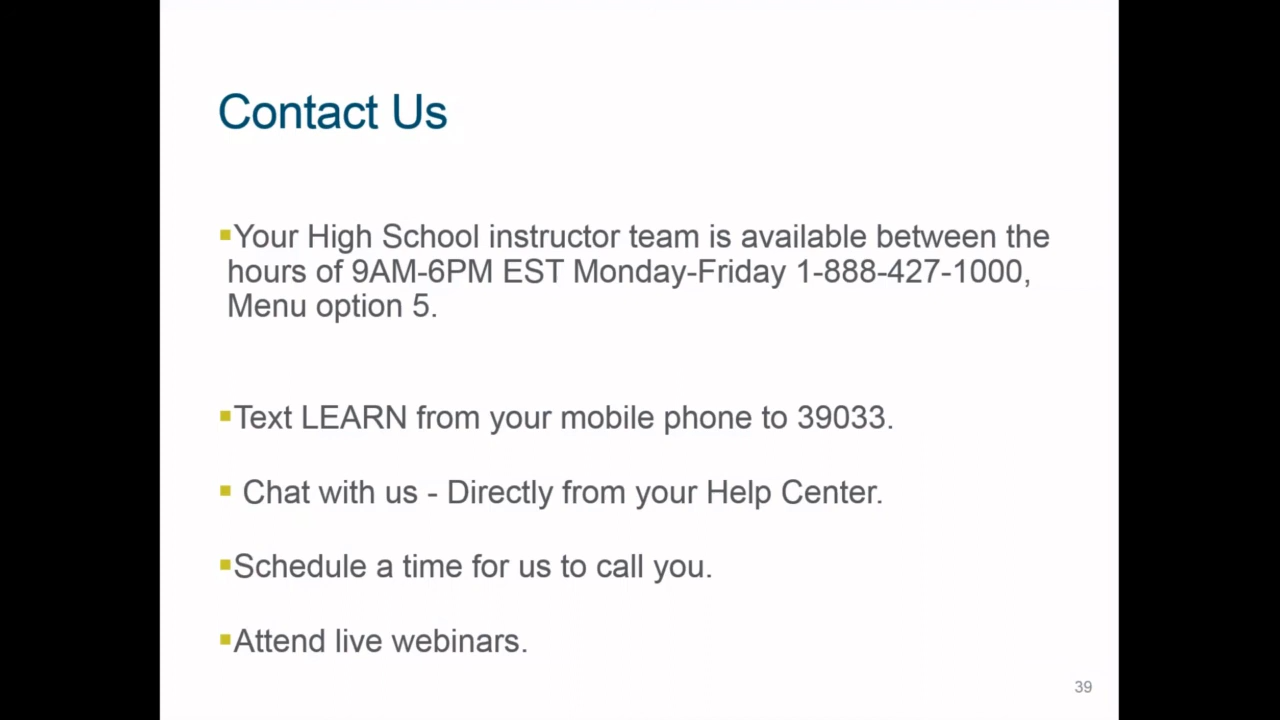 Contact Us
▪Your High School instructor team is available between the
hours of 9AM-6PM EST Monday-Friday 1-888-427-1000,
Menu option 5.
▪Text LEARN from your mobile phone to 39033.
▪ Chat with us - Directly from your Help Center.
▪Schedule a time for us to call you.
▪Attend live webinars.
39